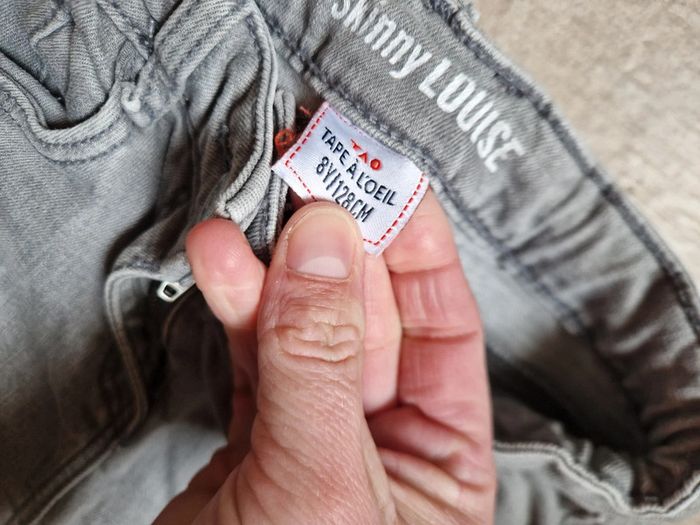 Skinny LOUISE
TAO
TAPE À L'OEIL
8Y/128CM